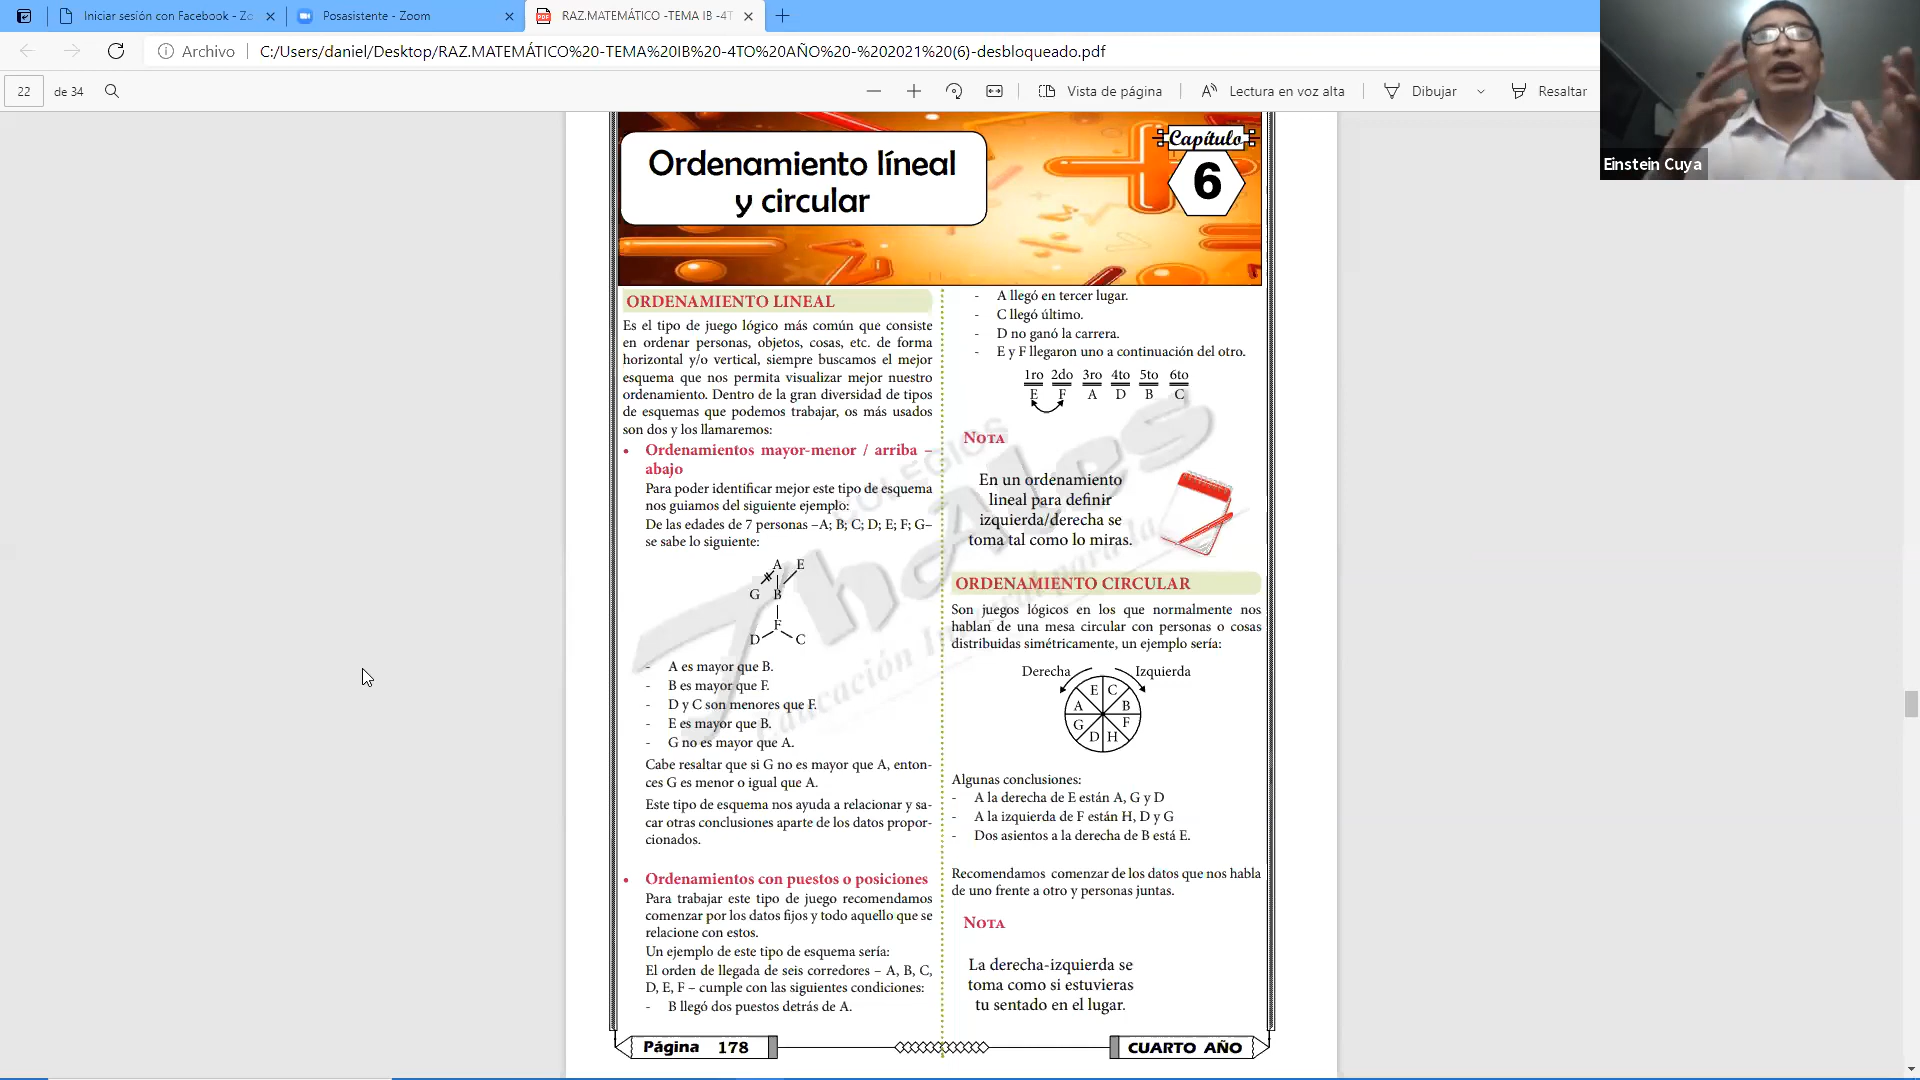 Iniciar sesión con Facebook - Zo
Posasistente - Zoom
RAZ.MATEMÁTICO -TEMA IB -4T
Archivo
C:/Users/daniel/Desktop/RAZ.MATEMÁTICO%20-TEMA%20IB%20-4TO%20AÑO%20-%202021%20(6)-desbloqueado.pdf
22 de 34
Vista de página
Lectura en voz alta
Dibujar
Resaltar
Einstein Cuya
Ordenamiento líneal
y circular
Capítulo
6
ORDENAMIENTO LINEAL
Es el tipo de juego lógico más común que consiste
en ordenar personas, objetos, cosas, etc. de forma
horizontal y/o vertical, siempre buscamos el mejor
esquema que nos permita visualizar mejor nuestro
ordenamiento. Dentro de la gran diversidad de tipos
de esquemas que podemos trabajar, os más usados
son dos y los llamaremos:
• Ordenamientos mayor-menor / arriba –
abajo
Para poder identificar mejor este tipo de esquema
nos guiamos del siguiente ejemplo:
De las edades de 7 personas –A; B; C; D; E; F; G–
se sabe lo siguiente:
A E
G B
F
D C
- A es mayor que B.
- B es mayor que F.
- D y C son menores que F.
- E es mayor que B.
- G no es mayor que A.
Cabe resaltar que si G no es mayor que A, enton-
ces G es menor o igual que A.
Este tipo de esquema nos ayuda a relacionar y sa-
car otras conclusiones aparte de los datos propor-
cionados.
• Ordenamientos con puestos o posiciones
Para trabajar este tipo de juego recomendamos
comenzar por los datos fijos y todo aquello que se
relacione con estos.
Un ejemplo de este tipo de esquema sería:
El orden de llegada de seis corredores – A, B, C,
D, E, F – cumple con las siguientes condiciones:
- B llegó dos puestos detrás de A.
- A llegó en tercer lugar.
- C llegó último.
- D no ganó la carrera.
- E y F llegaron uno a continuación del otro.
1ro 2do 3ro 4to 5to 6to
E F A D B C
NOTA
En un ordenamiento
lineal para definir
izquierda/derecha se
toma tal como lo miras.
ORDENAMIENTO CIRCULAR
Son juegos lógicos en los que normalmente nos
hablan de una mesa circular con personas o cosas
distribuidas simétricamente, un ejemplo sería:
Derecha Izquierda
E C
A B
G F
D H
Algunas conclusiones:
- A la derecha de E están A, G y D
- A la izquierda de F están H, D y G
- Dos asientos a la derecha de B está E.
Recomendamos comenzar de los datos que nos habla
de uno frente a otro y personas juntas.
NOTA
La derecha-izquierda se
toma como si estuvieras
tu sentado en el lugar.
COLEGIOS
Thales
Página 178
CUARTO AÑO